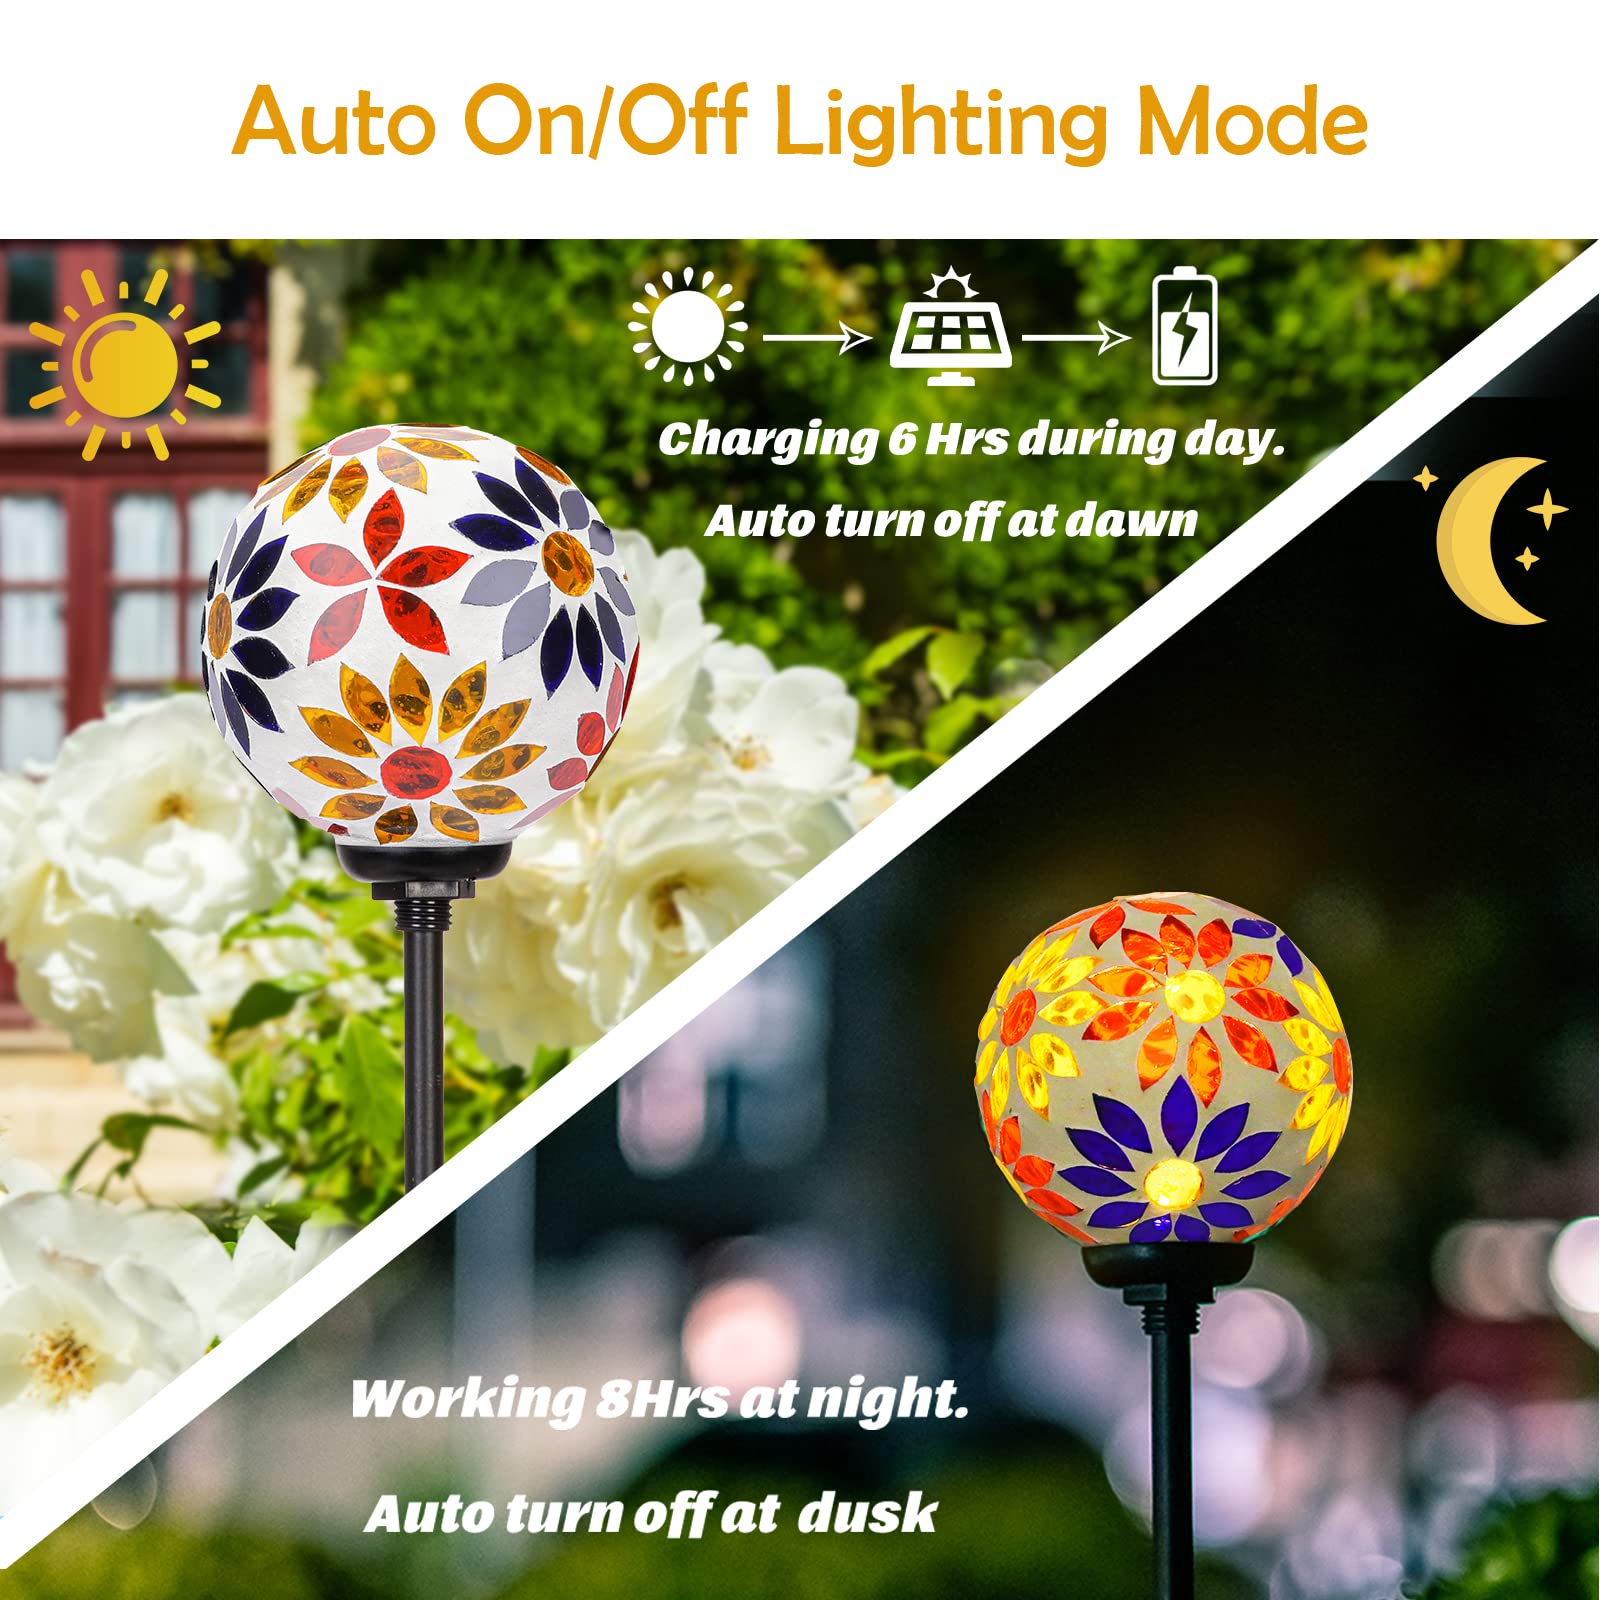 Auto On/Off Lighting Mode
Charging 6 Hrs during day.
Auto turn off at dawn
Working 8Hrs at night.
Auto turn off at dusk